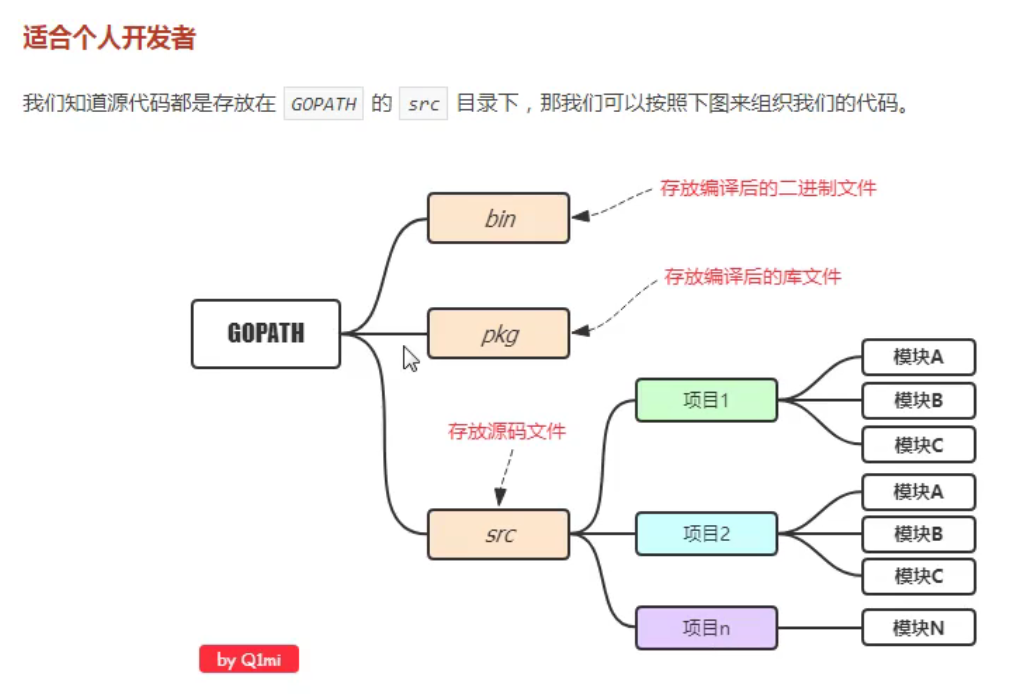 适合个人开发者
我们知道源代码都是存放在 GOPATH 的 src 目录下，那我们可以按照下图来组织我们的代码。
存放编译后的二进制文件
bin
存放编译后的库文件
GOPATH
pkg
模块A
项目1
模块B
存放源码文件
模块C
模块A
src
项目2
模块B
模块C
项目n
模块N
by Q1mi